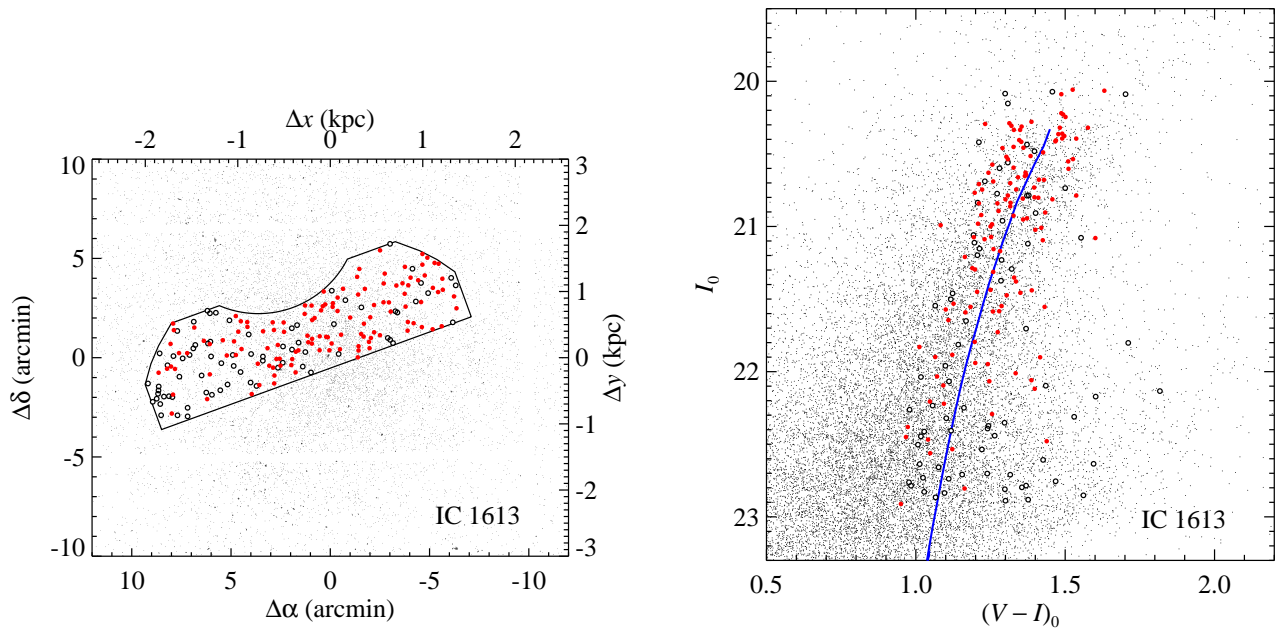 Δx (kpc)
-2 -1 0 1 2
10
5
0
-5
-10
Δδ (arcmin)
3
2
1
0
-1
-2
-3
Δy (kpc)
IC 1613
10 5 0 -5 -10
Δα (arcmin)
20
21
22
23
I₀
IC 1613
0.5 1.0 1.5 2.0
(V − I)₀